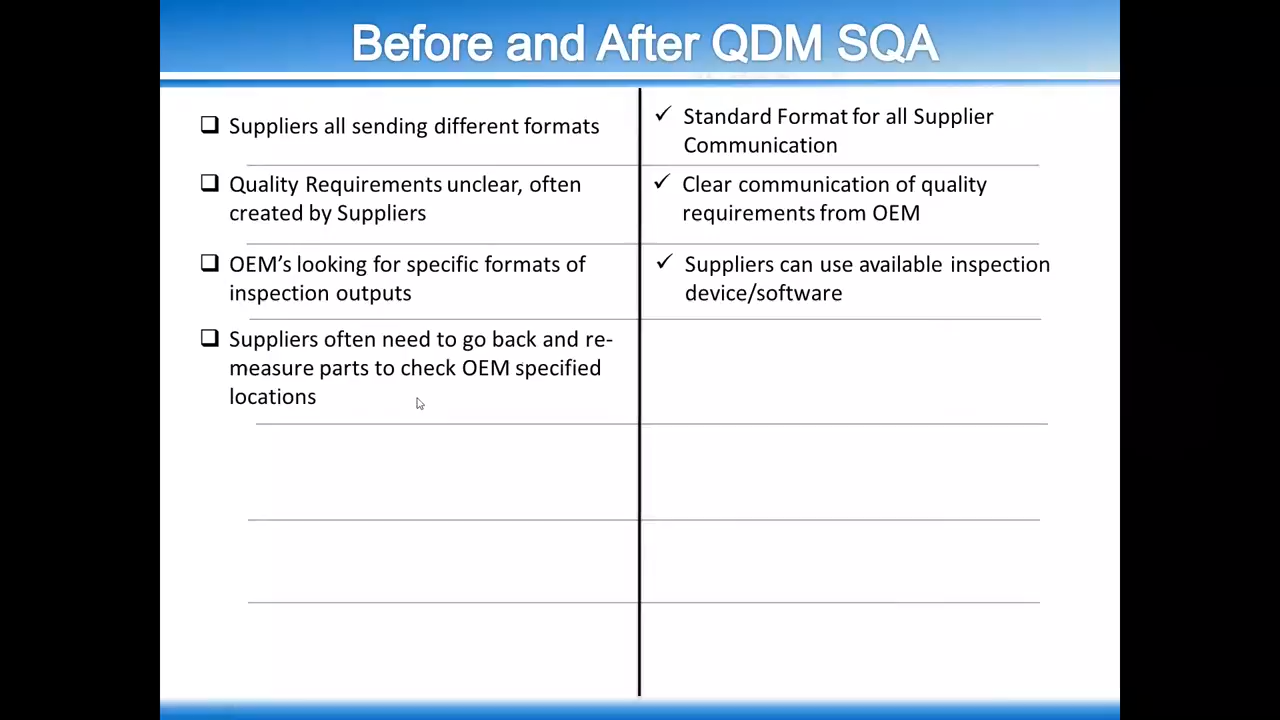 Before and After QDM SQA
Suppliers all sending different formats
Standard Format for all Supplier
Communication
Quality Requirements unclear, often
created by Suppliers
Clear communication of quality
requirements from OEM
OEM’s looking for specific formats of
inspection outputs
Suppliers can use available inspection
device/software
Suppliers often need to go back and re-
measure parts to check OEM specified
locations